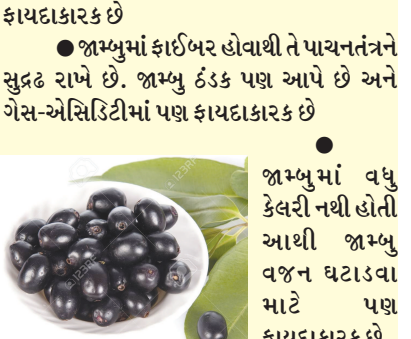 ફાયદાકારક છે
● જામ્બુમાં ફાઈબર હોવાથી તે પાચનતંત્રને
સુદ્રઢ રાખે છે. જામ્બુ ઠંડક પણ આપે છે અને
ગેસ-એસિડિટીમાં પણ ફાયદાકારક છે
●
જામ્બુમાં વધુ
કેલરી નથી હોતી
આથી જામ્બુ
વજન ઘટાડવા
માટે પણ
ફાયદાકારક છે